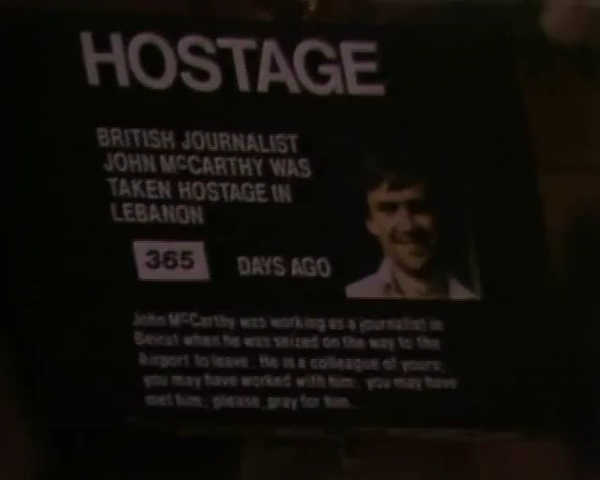 HOSTAGE
BRITISH JOURNALIST
JOHN McCARTHY WAS
TAKEN HOSTAGE IN
LEBANON
365 DAYS AGO
John McCarthy was working as a journalist in
Beirut when he was seized on the way to the
Airport to leave. He is a colleague of yours;
you may have worked with him; you may have
met him; please, pray for him.